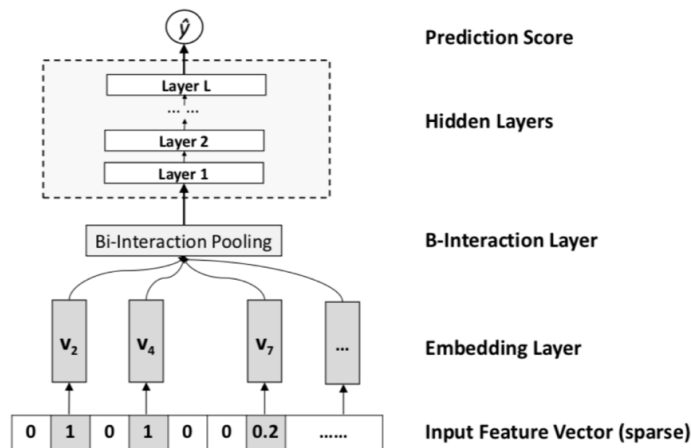 ŷ
Prediction Score
Layer L
... ...
Hidden Layers
Layer 2
Layer 1
Bi-Interaction Pooling
B-Interaction Layer
v₂
v₄
v₇
...
Embedding Layer
0 1 0 1 0 0 0.2 ......
Input Feature Vector (sparse)